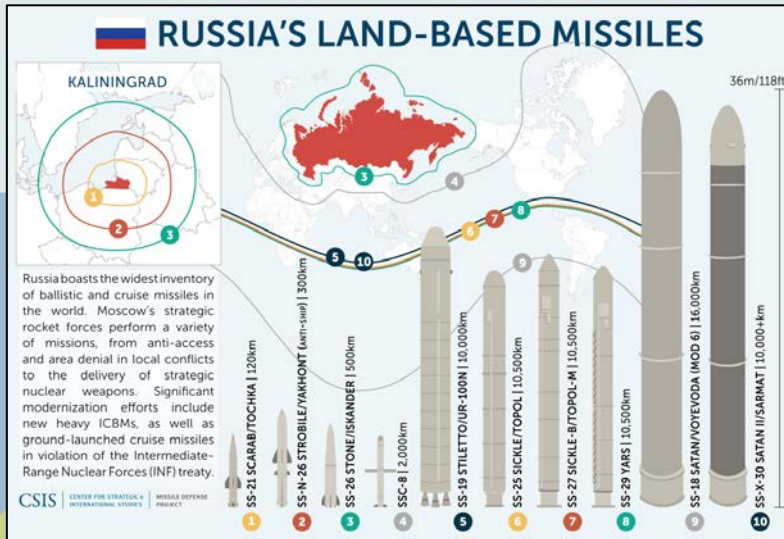 RUSSIA'S LAND-BASED MISSILES
KALININGRAD
1
2
3
3
4
5
10
6
7
8
9
36m/118ft
Russia boasts the widest inventory
of ballistic and cruise missiles in
the world. Moscow's strategic
rocket forces perform a variety
of missions, from anti-access
and area denial in local conflicts
to the delivery of strategic
nuclear weapons. Significant
modernization efforts include
new heavy ICBMs, as well as
ground-launched cruise missiles
in violation of the Intermediate-
Range Nuclear Forces (INF) treaty.
CSIS
CENTER FOR STRATEGIC &
INTERNATIONAL STUDIES
MISSILE DEFENSE
PROJECT
SS-21 SCARAB/TOCHKA | 120km
1
SS-N-26 STROBILE/YAKHONT (ANTI-SHIP) | 300km
2
SS-26 STONE/ISKANDER | 500km
3
SSC-8 | 2,000km
4
SS-19 STILETTO/UR-100N | 10,000km
5
SS-25 SICKLE/TOPOL | 10,500km
6
SS-27 SICKLE-B/TOPOL-M | 10,500km
7
SS-29 YARS | 10,500km
8
SS-18 SATAN/VOYEVODA (MOD 6) | 16,000km
9
SS-X-30 SATAN II/SARMAT | 10,000+km
10